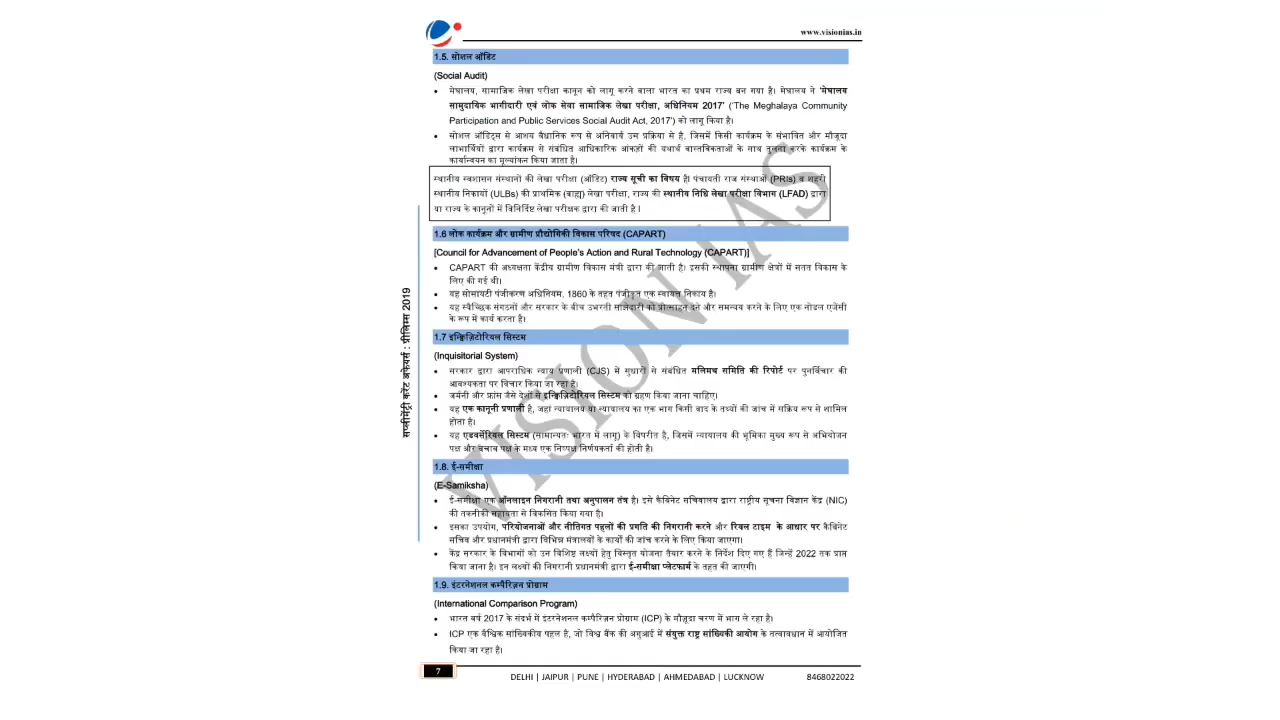 www.visionias.in
1.5. सोशल ऑडिट
(Social Audit)
• मेघालय, सामाजिक लेखा परीक्षा कानून को लागू करने वाला भारत का प्रथम राज्य बन गया है। मेघालय ने 'मेघालय
सामुदायिक भागीदारी एवं लोक सेवा सामाजिक लेखा परीक्षा, अधिनियम 2017' ('The Meghalaya Community
Participation and Public Services Social Audit Act, 2017') को लागू किया है।
• सोशल ऑडिट्स से आशय वैधानिक रूप से अनिवार्य उस प्रक्रिया से है, जिसमें किसी कार्यक्रम के संभावित और मौजूदा
लाभार्थियों द्वारा कार्यक्रम से संबंधित आधिकारिक आंकड़ों की यथार्थ वास्तविकताओं के साथ तुलना करके कार्यक्रम के
कार्यान्वयन का मूल्यांकन किया जाता है।
स्थानीय स्वशासन संस्थानों की लेखा परीक्षा (ऑडिट) राज्य सूची का विषय है। पंचायती राज संस्थाओं (PRIs) व शहरी
स्थानीय निकायों (ULBs) की प्राथमिक (बाह्य) लेखा परीक्षा, राज्य की स्थानीय निधि लेखा परीक्षा विभाग (LFAD) द्वारा
या राज्य के कानूनों में विनिर्दिष्ट लेखा परीक्षक द्वारा की जाती है।
1.6 लोक कार्यक्रम और ग्रामीण प्रौद्योगिकी विकास परिषद (CAPART)
[Council for Advancement of People's Action and Rural Technology (CAPART)]
• CAPART की अध्यक्षता केंद्रीय ग्रामीण विकास मंत्री द्वारा की जाती है। इसकी स्थापना ग्रामीण क्षेत्रों में सतत विकास के
लिए की गई थी।
• यह सोसायटी पंजीकरण अधिनियम, 1860 के तहत पंजीकृत एक स्वायत्त निकाय है।
• यह स्वैच्छिक संगठनों और सरकार के बीच उभरती साझेदारी को प्रोत्साहन देने और समन्वय करने के लिए एक नोडल एजेंसी
के रूप में कार्य करता है।
1.7 इन्क्विज़िटोरियल सिस्टम
(Inquisitorial System)
• सरकार द्वारा आपराधिक न्याय प्रणाली (CJS) में सुधारों से संबंधित मलिमथ समिति की रिपोर्ट पर पुनर्विचार की
आवश्यकता पर विचार किया जा रहा है।
• जर्मनी और फ्रांस जैसे देशों से इन्क्विज़िटोरियल सिस्टम को ग्रहण किया जाना चाहिए।
• यह एक कानूनी प्रणाली है, जहां न्यायालय या न्यायालय का एक भाग किसी वाद के तथ्यों की जांच में सक्रिय रूप से शामिल
होता है।
• यह एडवर्सेरियल सिस्टम (सामान्यतः भारत में लागू) के विपरीत है, जिसमें न्यायालय की भूमिका मुख्य रूप से अभियोजन
पक्ष और बचाव पक्ष के मध्य एक निष्पक्ष निर्णयकर्ता की होती है।
1.8. ई-समीक्षा
(E-Samiksha)
• ई-समीक्षा एक ऑनलाइन निगरानी तथा अनुपालन तंत्र है। इसे कैबिनेट सचिवालय द्वारा राष्ट्रीय सूचना विज्ञान केंद्र (NIC)
की तकनीकी सहायता से विकसित किया गया है।
• इसका उपयोग, परियोजनाओं और नीतिगत पहलों की प्रगति की निगरानी करने और रियल टाइम के आधार पर कैबिनेट
सचिव और प्रधानमंत्री द्वारा विभिन्न मंत्रालयों के कार्यों की जांच करने के लिए किया जाएगा।
• केंद्र सरकार के विभागों को उन विशिष्ट लक्ष्यों हेतु विस्तृत योजना तैयार करने के निर्देश दिए गए हैं जिन्हें 2022 तक प्राप्त
किया जाना है। इन लक्ष्यों की निगरानी प्रधानमंत्री द्वारा ई-समीक्षा प्लेटफार्म के तहत की जाएगी।
1.9. इंटरनेशनल कम्पैरिज़न प्रोग्राम
(International Comparison Program)
• भारत वर्ष 2017 के संदर्भ में इंटरनेशनल कम्पैरिज़न प्रोग्राम (ICP) के मौजूदा चरण में भाग ले रहा है।
• ICP एक वैश्विक सांख्यिकीय पहल है, जो विश्व बैंक की अगुआई में संयुक्त राष्ट्र सांख्यिकी आयोग के तत्वावधान में आयोजित
किया जा रहा है।
सप्लीमेंट्री करेंट अफेयर्स : प्रीलिम्स 2019
VISION IAS
7
DELHI | JAIPUR | PUNE | HYDERABAD | AHMEDABAD | LUCKNOW 8468022022